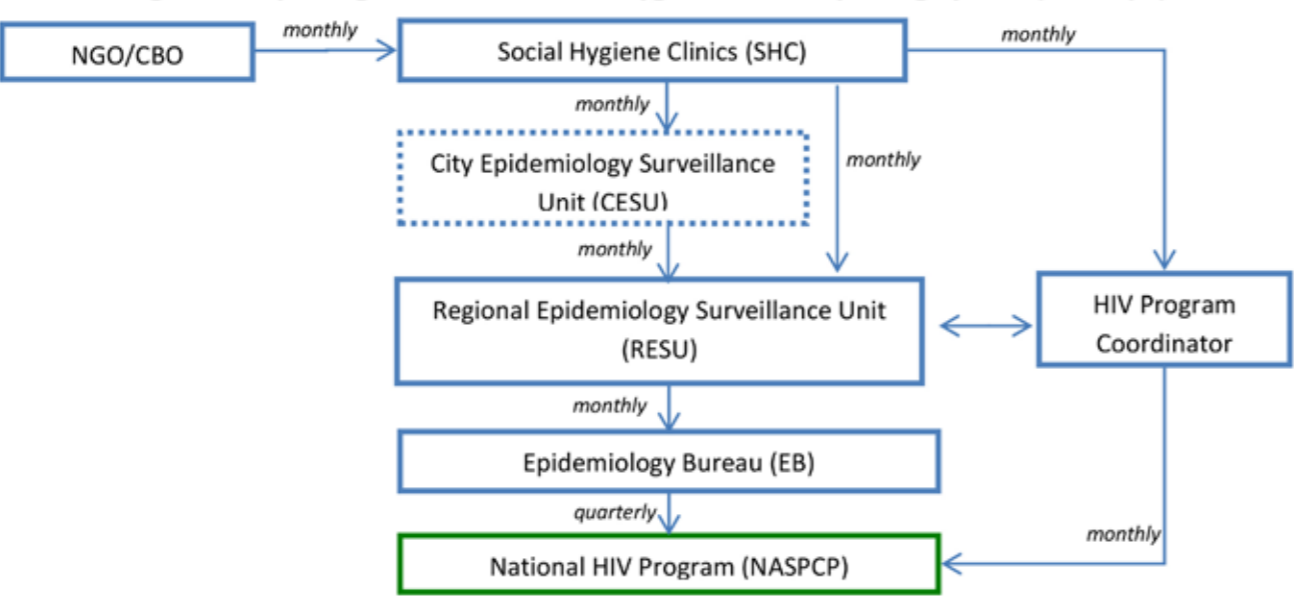 NGO/CBO
monthly
Social Hygiene Clinics (SHC)
monthly
monthly
monthly
City Epidemiology Surveillance
Unit (CESU)
monthly
Regional Epidemiology Surveillance Unit
(RESU)
HIV Program
Coordinator
monthly
Epidemiology Bureau (EB)
quarterly
monthly
National HIV Program (NASPCP)